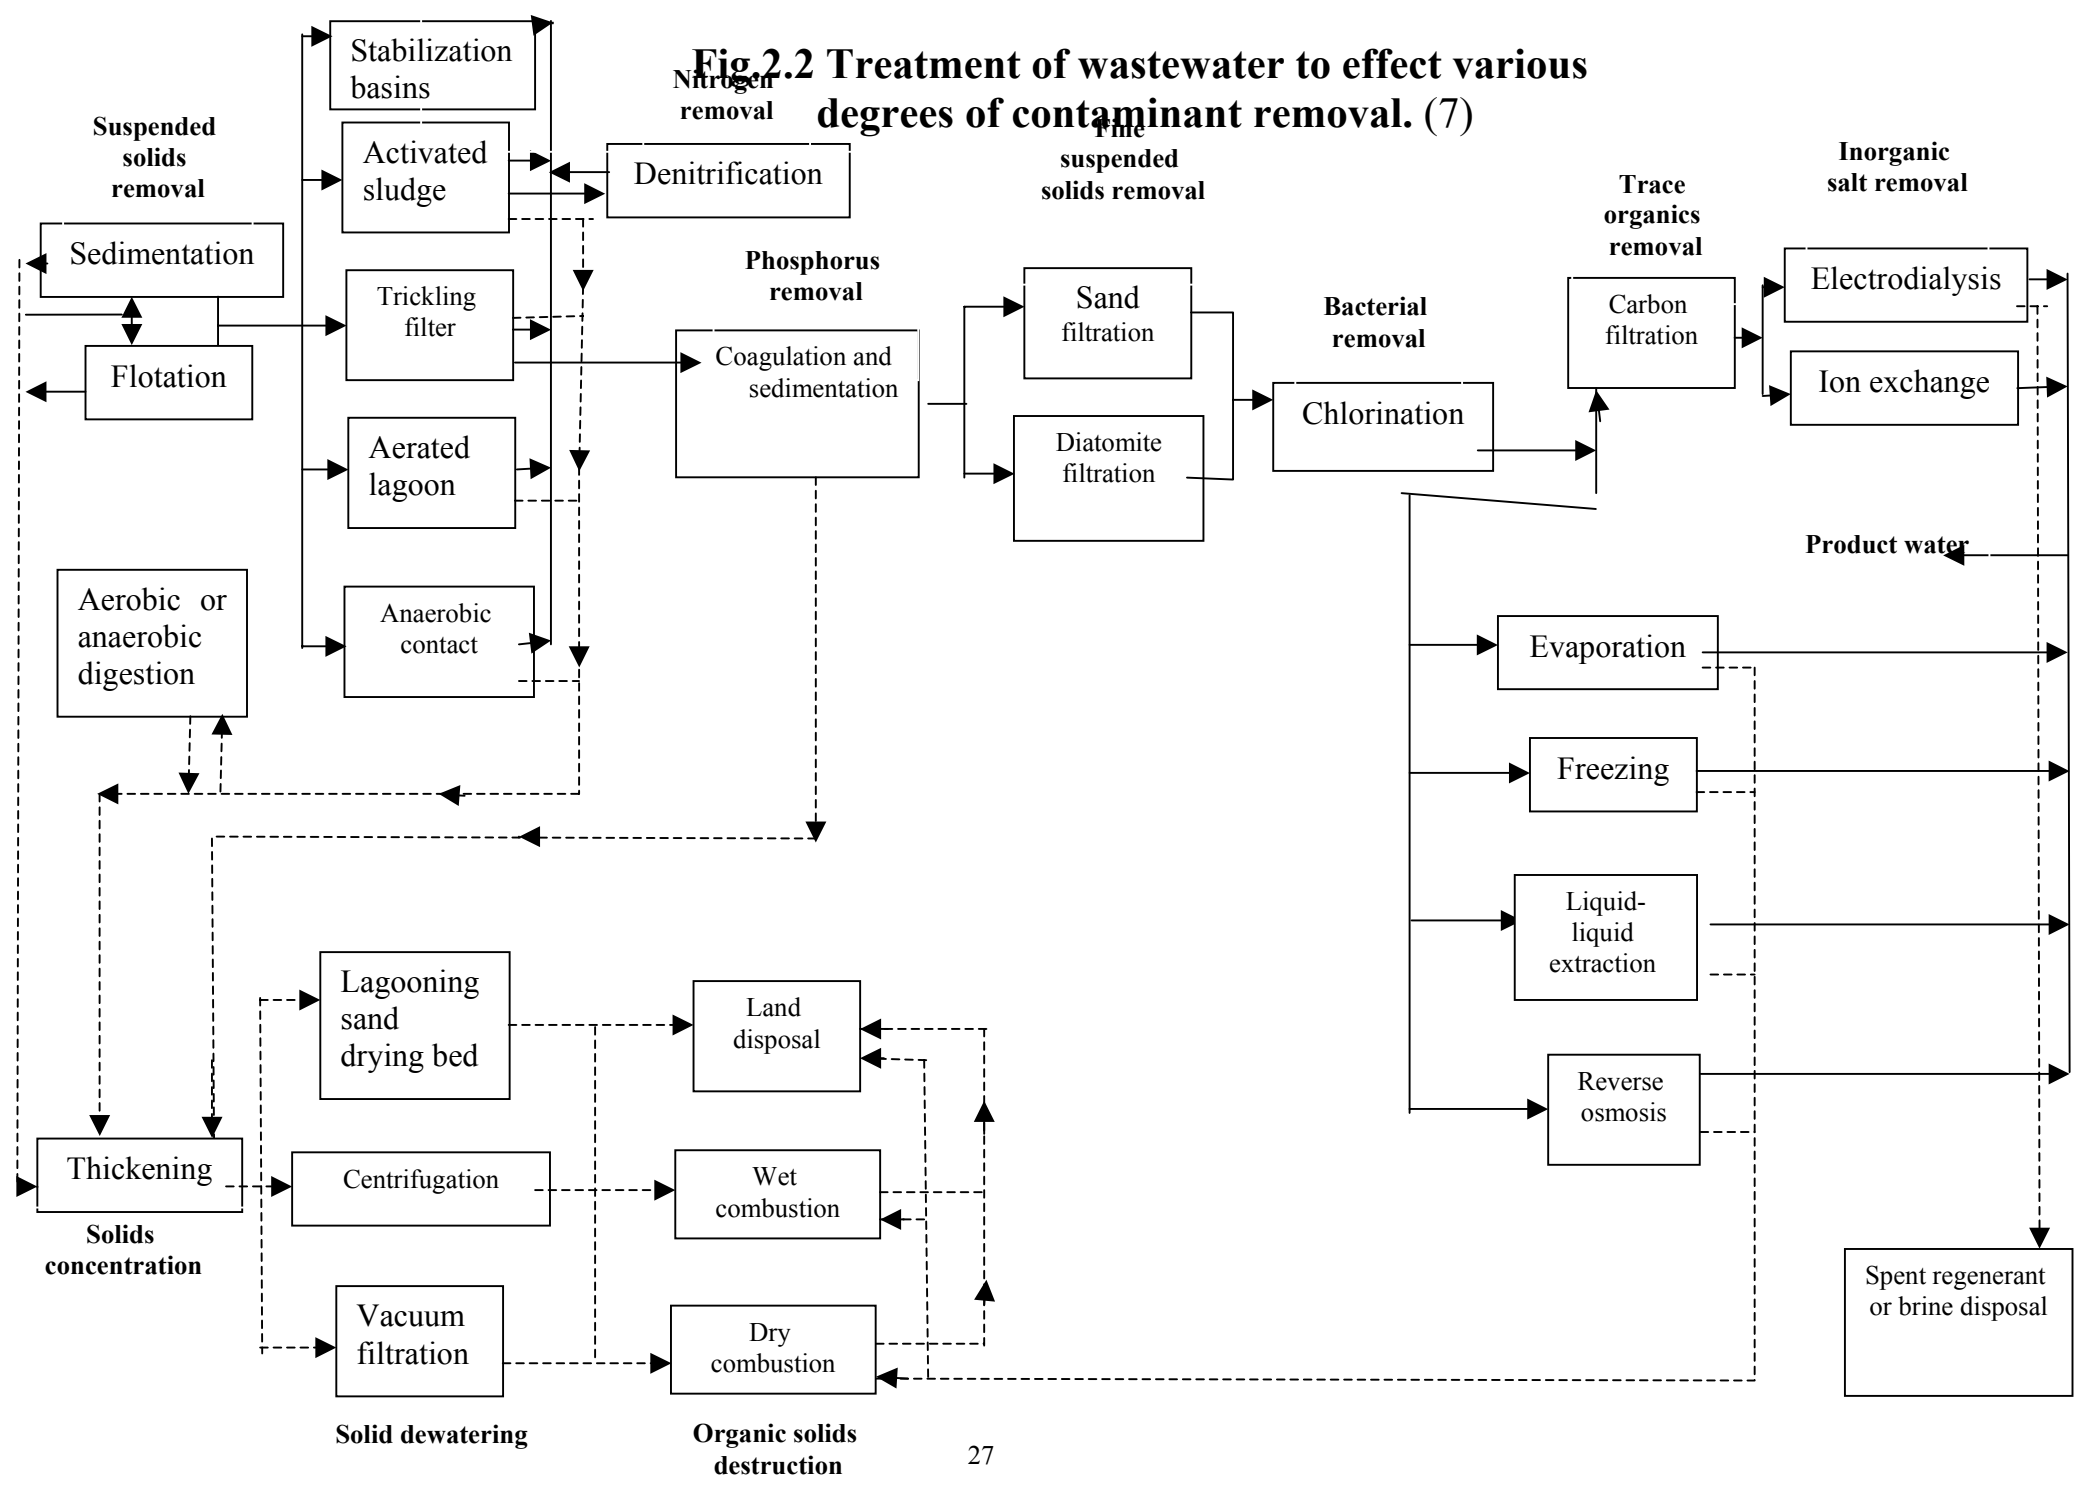 Fig.2.2 Treatment of wastewater to effect various
degrees of contaminant removal. (7)
Stabilization
basins
Nitrogen
removal
Suspended
solids
removal
Activated
sludge
Denitrification
Fine
suspended
solids removal
Trace
organics
removal
Inorganic
salt removal
Sedimentation
Trickling
filter
Phosphorus
removal
Sand
filtration
Bacterial
removal
Carbon
filtration
Electrodialysis
Flotation
Coagulation and
sedimentation
Chlorination
Ion exchange
Aerated
lagoon
Diatomite
filtration
Product water
Aerobic or
anaerobic
digestion
Anaerobic
contact
Evaporation
Freezing
Liquid-
liquid
extraction
Lagooning
sand
drying bed
Land
disposal
Reverse
osmosis
Thickening
Centrifugation
Wet
combustion
Solids
concentration
Vacuum
filtration
Dry
combustion
Spent regenerant
or brine disposal
Solid dewatering
Organic solids
destruction
27